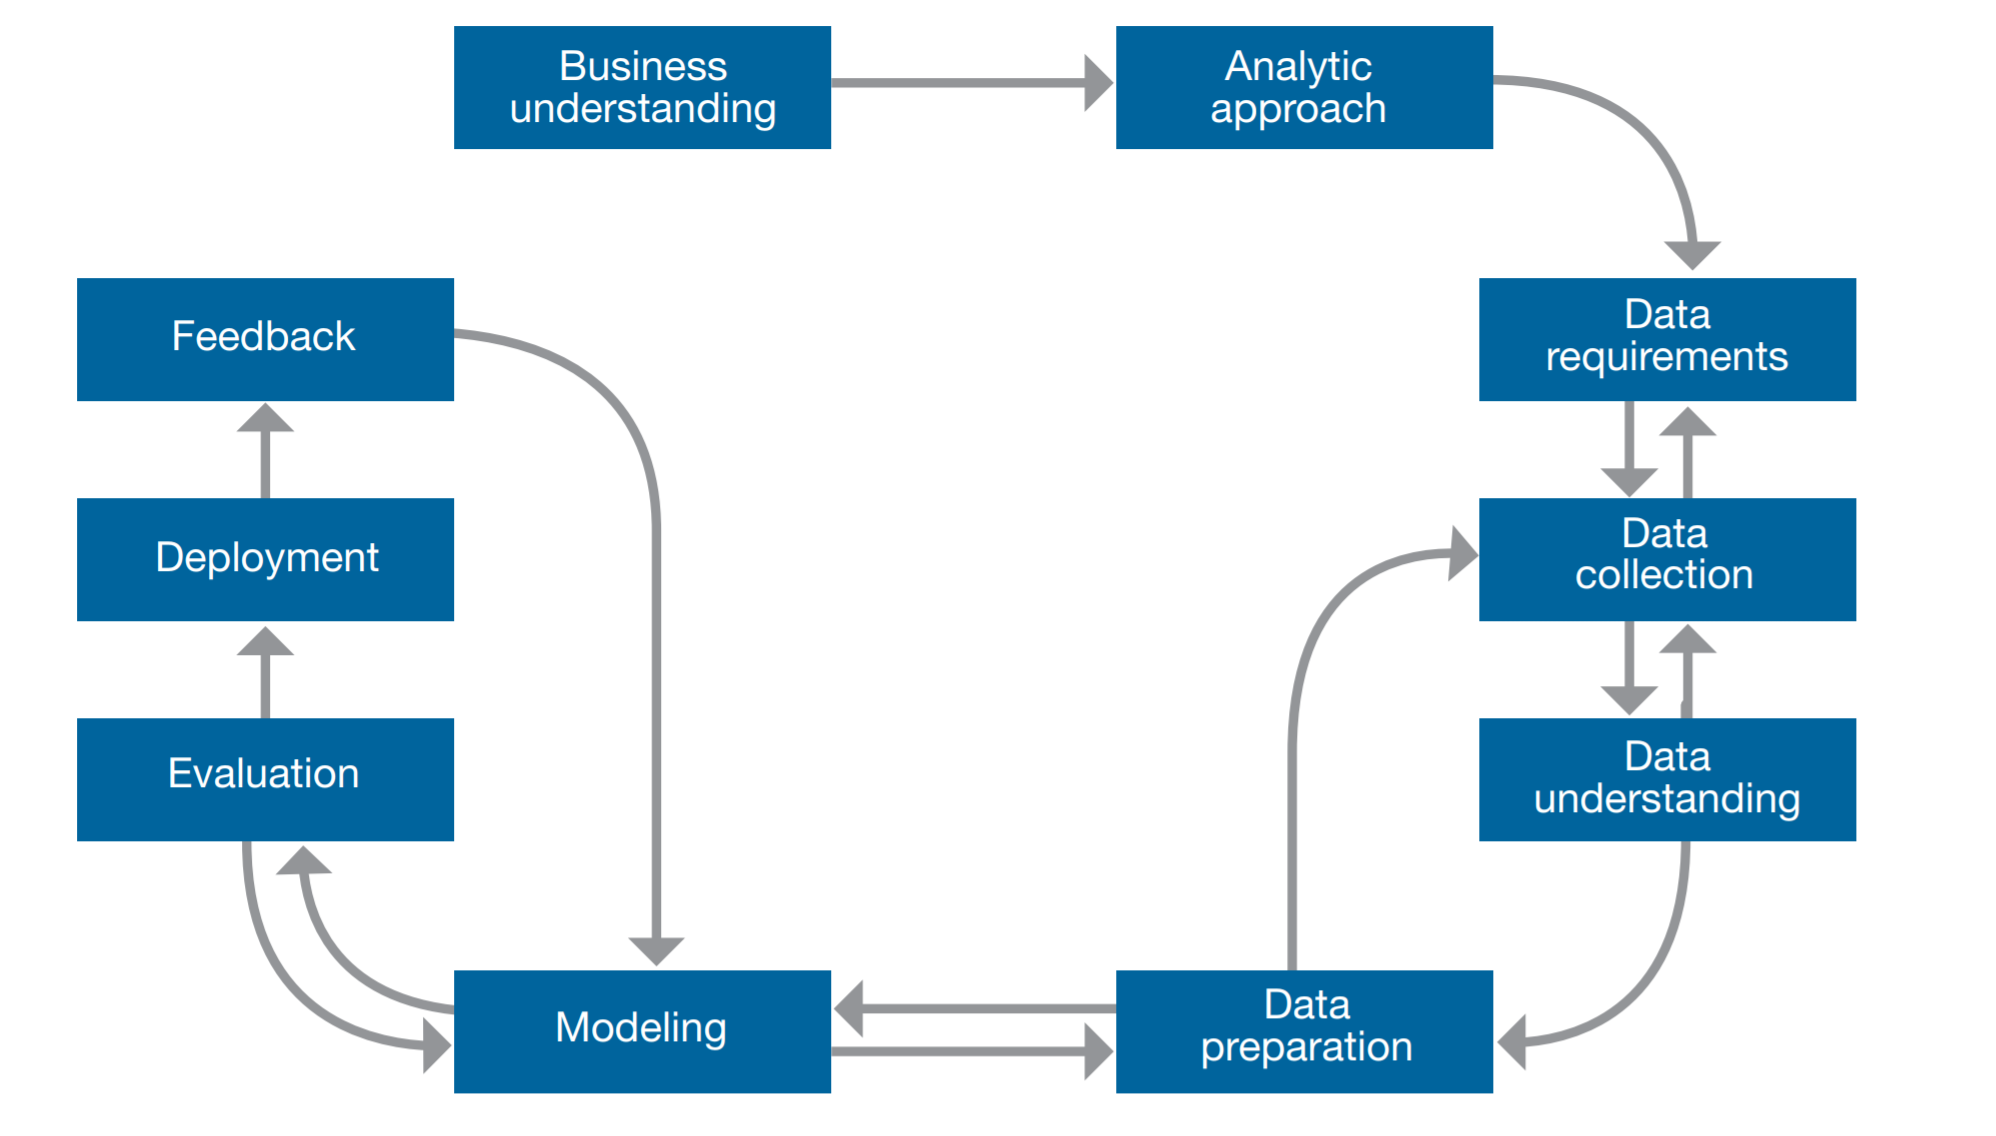 Business
understanding
Analytic
approach
Data
requirements
Data
collection
Data
understanding
Data
preparation
Modeling
Evaluation
Deployment
Feedback